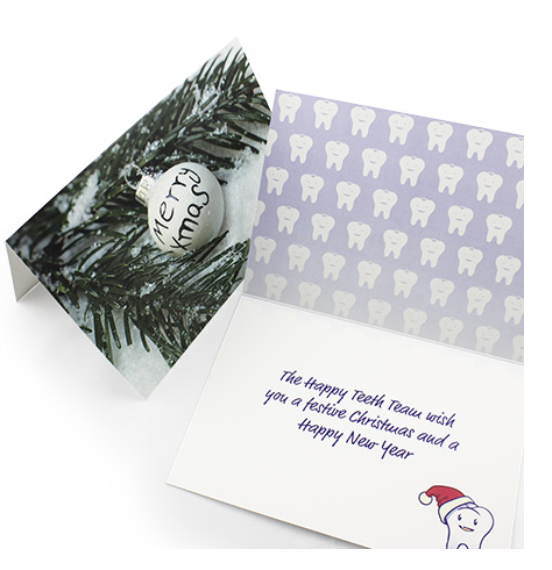 Merry
Xmas
The Happy Teeth Team wish
you a festive Christmas and a
Happy New Year